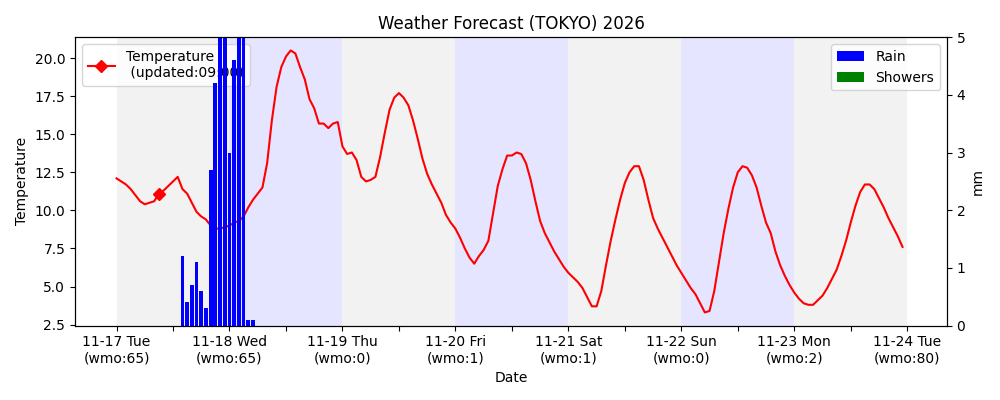 Weather Forecast (TOKYO) 2026
Temperature
(updated:09:00)
Rain
Showers
Temperature
20.0
17.5
15.0
12.5
10.0
7.5
5.0
2.5
5
4
3
2
1
0
mm
11-17 Tue
(wmo:65)
11-18 Wed
(wmo:65)
11-19 Thu
(wmo:0)
11-20 Fri
(wmo:1)
11-21 Sat
(wmo:1)
11-22 Sun
(wmo:0)
11-23 Mon
(wmo:2)
11-24 Tue
(wmo:80)
Date